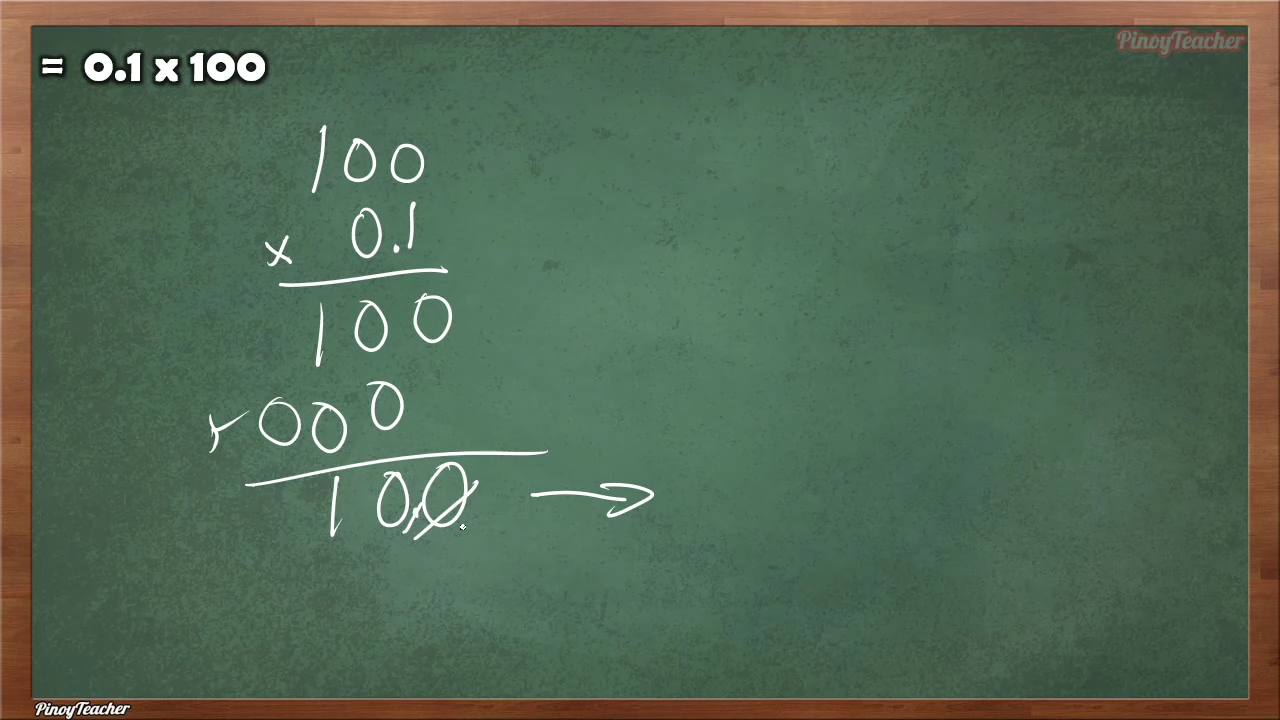 = 0.1 x 100
PinoyTeacher
100
x 0.1
100
+ 000
10.0 →
PinoyTeacher